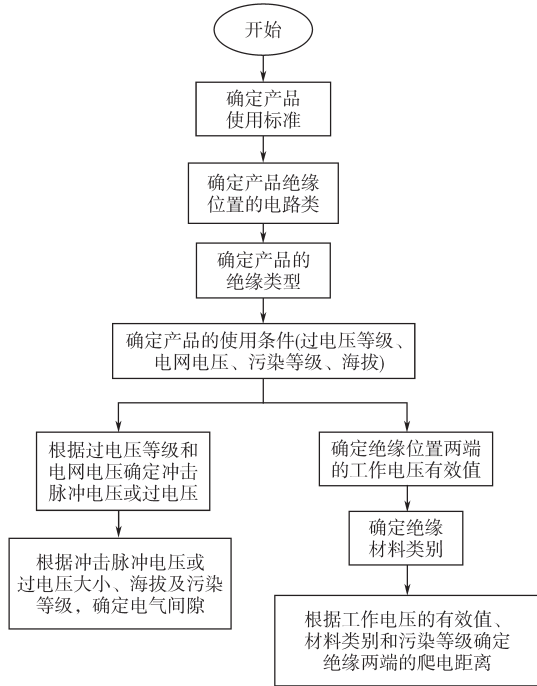 开始
确定产品
使用标准
确定产品绝缘
位置的电路类
确定产品的
绝缘类型
确定产品的使用条件(过电压等级、
电网电压、污染等级、海拔)
根据过电压等级和
电网电压确定冲击
脉冲电压或过电压
根据冲击脉冲电压或
过电压大小、海拔及污染
等级，确定电气间隙
确定绝缘位置两端
的工作电压有效值
确定绝缘
材料类别
根据工作电压的有效值、
材料类别和污染等级确定
绝缘两端的爬电距离